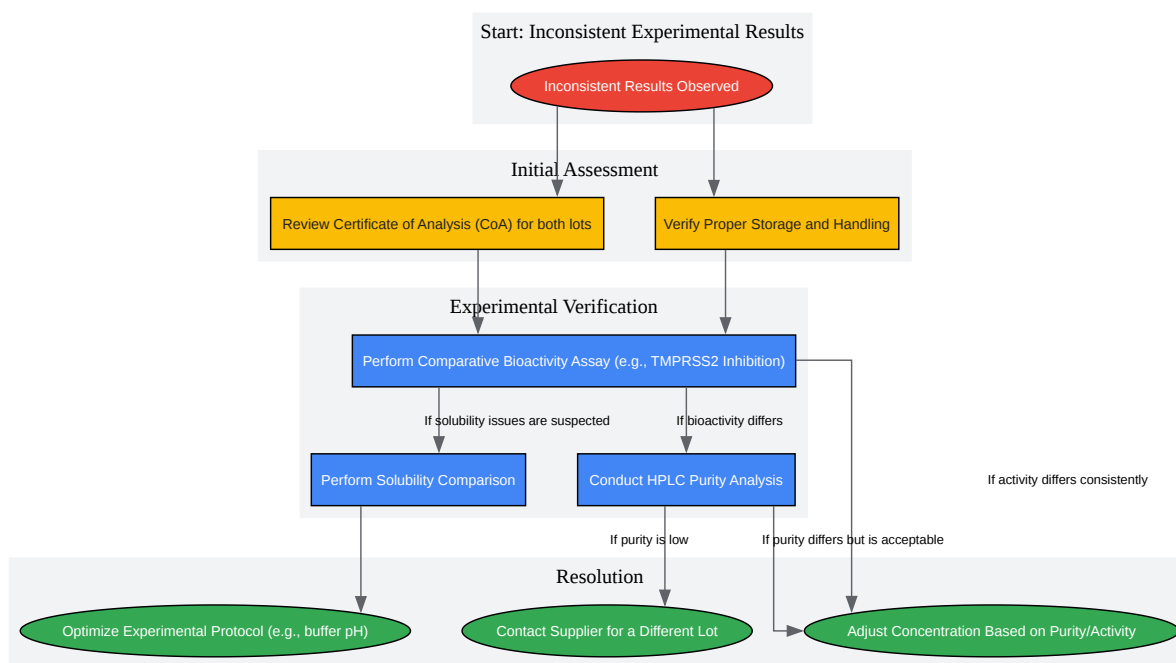 Start: Inconsistent Experimental Results
Inconsistent Results Observed
Initial Assessment
Review Certificate of Analysis (CoA) for both lots
Verify Proper Storage and Handling
Experimental Verification
Perform Comparative Bioactivity Assay (e.g., TMPRSS2 Inhibition)
If solubility issues are suspected
If bioactivity differs
Perform Solubility Comparison
Conduct HPLC Purity Analysis
If activity differs consistently
If purity is low
If purity differs but is acceptable
Resolution
Optimize Experimental Protocol (e.g., buffer pH)
Contact Supplier for a Different Lot
Adjust Concentration Based on Purity/Activity